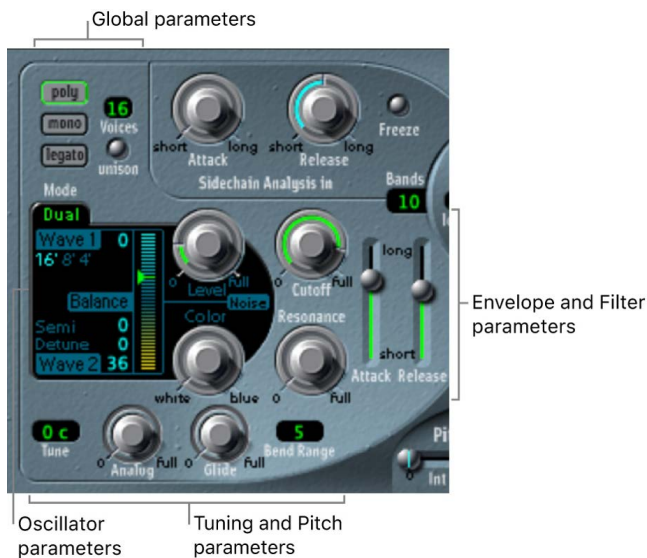 Global parameters
poly
mono
legato
Mode
16
Voices
unison
short long
Attack
short long
Release
Sidechain Analysis in
Freeze
Bands
10
Dual
Wave 1 0
16' 8' 4'
Balance
Semi 0
Detune 0
Wave 2 36
0 full
Level
Noise
Color
white blue
0 full
Cutoff
Resonance
0 full
long
short
Attack Release
Envelope and Filter
parameters
0 c
Tune
0 full
Analog
0 full
Glide
5
Bend Range
0
Int
Oscillator
parameters
Tuning and Pitch
parameters